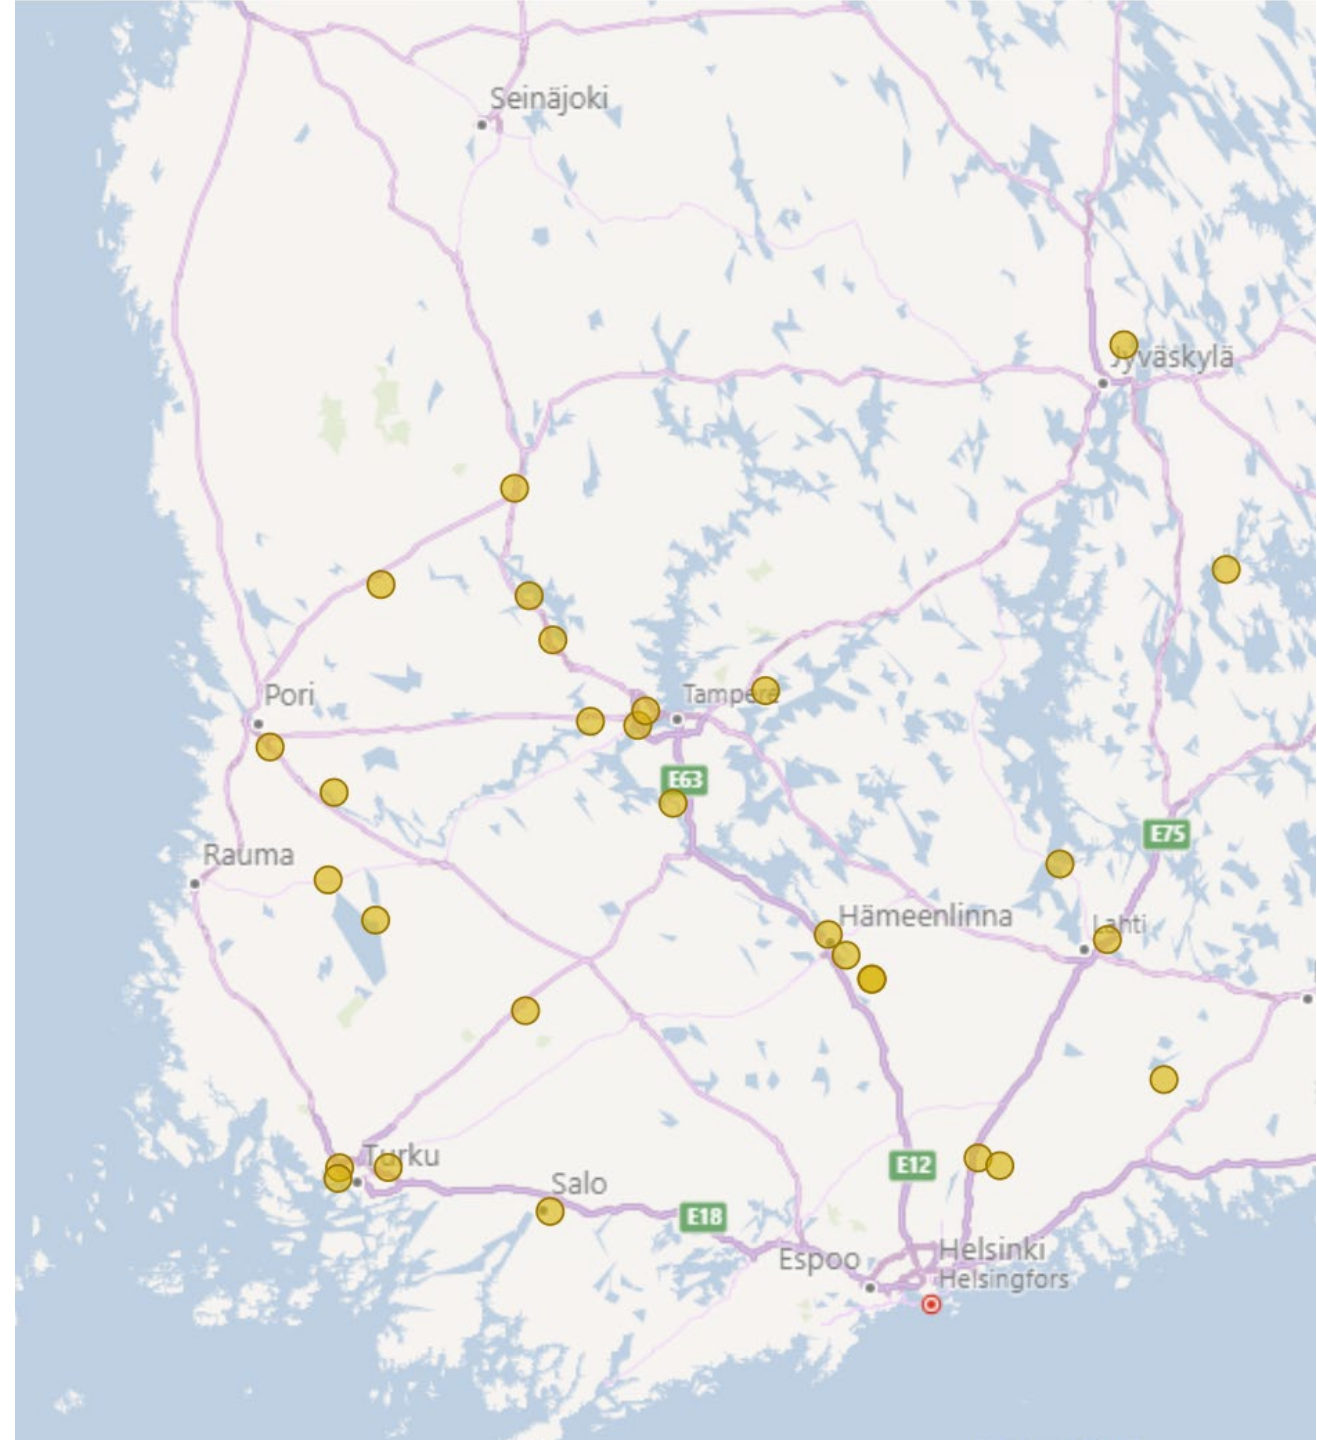 Seinäjoki
Jyväskylä
Pori
Tampere
E63
E75
Rauma
Hämeenlinna
Lahti
Turku
E12
Salo
E18
Espoo
Helsinki
Helsingfors